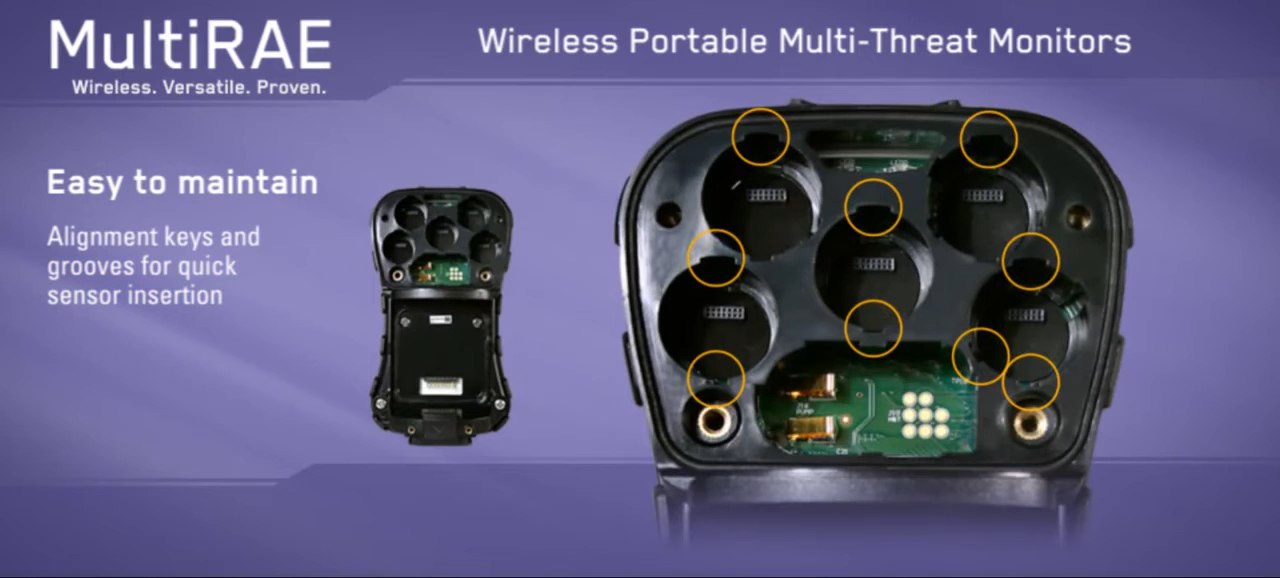 MultiRAE
Wireless. Versatile. Proven.
Wireless Portable Multi-Threat Monitors
Easy to maintain
Alignment keys and
grooves for quick
sensor insertion
PUMP